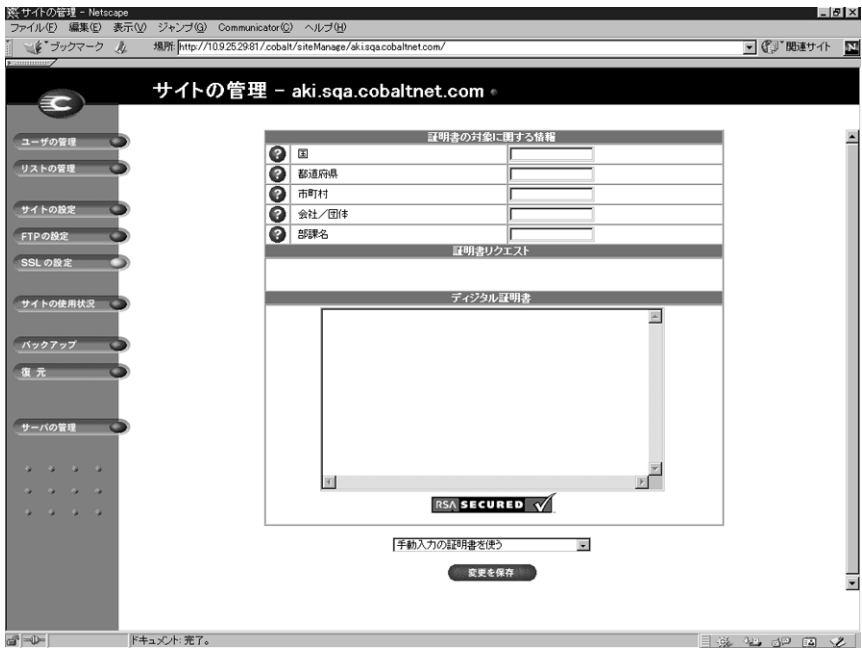 サイトの管理 - Netscape
ファイル(F) 編集(E) 表示(V) ジャンプ(G) Communicator(C) ヘルプ(H)
ブックマーク 場所: http://10.9.25.29:81/.cobalt/siteManage/aki.sqa.cobaltnet.com/ 関連サイト
サイトの管理 - aki.sqa.cobaltnet.com
ユーザの管理
リストの管理
サイトの設定
FTPの設定
SSLの設定
サイトの使用状況
バックアップ
復元
サーバの管理
証明書の対象に関する情報
国
都道府県
市町村
会社/団体
部課名
証明書リクエスト
ディジタル証明書
RSA SECURED
手動入力の証明書を使う
変更を保存
ドキュメント: 完了。